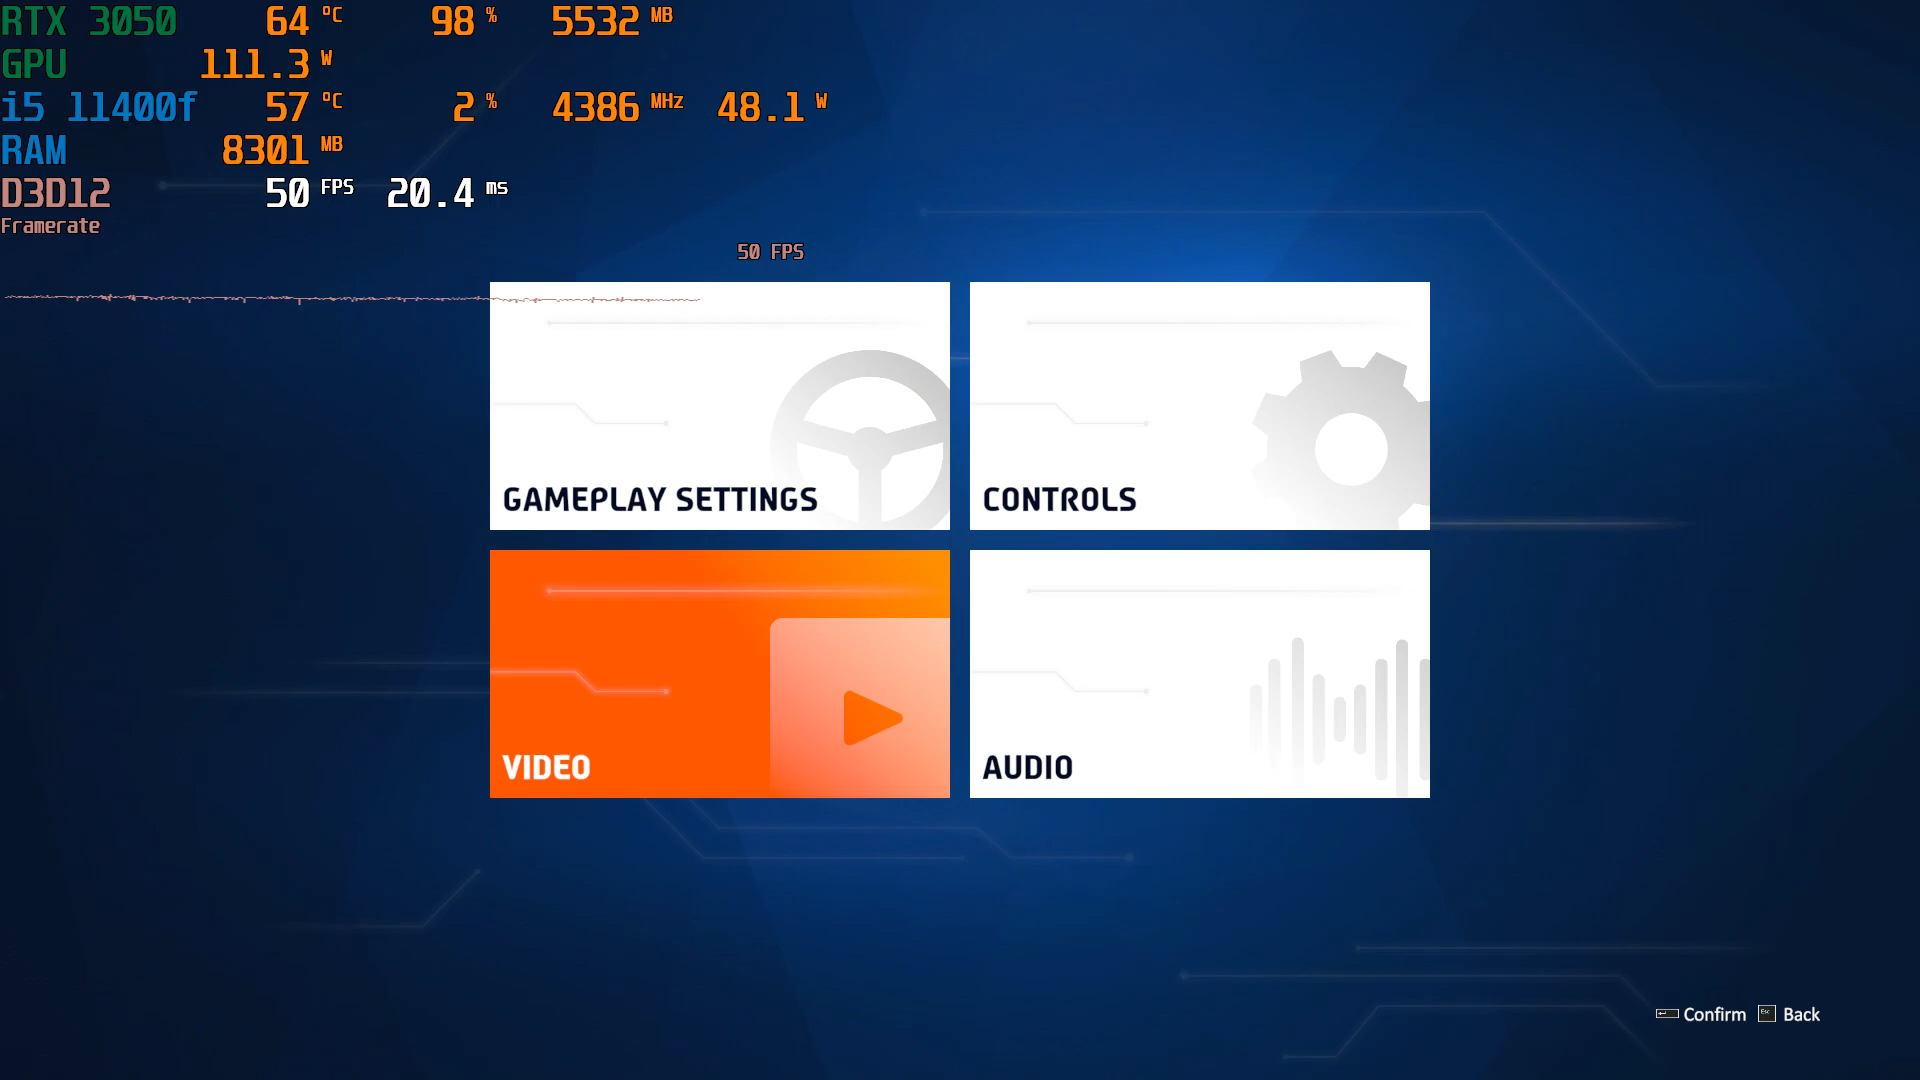 RTX 3050 64 °C 98 % 5532 MB
GPU 111.3 W
i5 11400f 57 °C 2 % 4386 MHz 48.1 W
RAM 8301 MB
D3D12 50 FPS 20.4 ms
Framerate
50 FPS
GAMEPLAY SETTINGS
CONTROLS
VIDEO
AUDIO
Confirm Esc Back